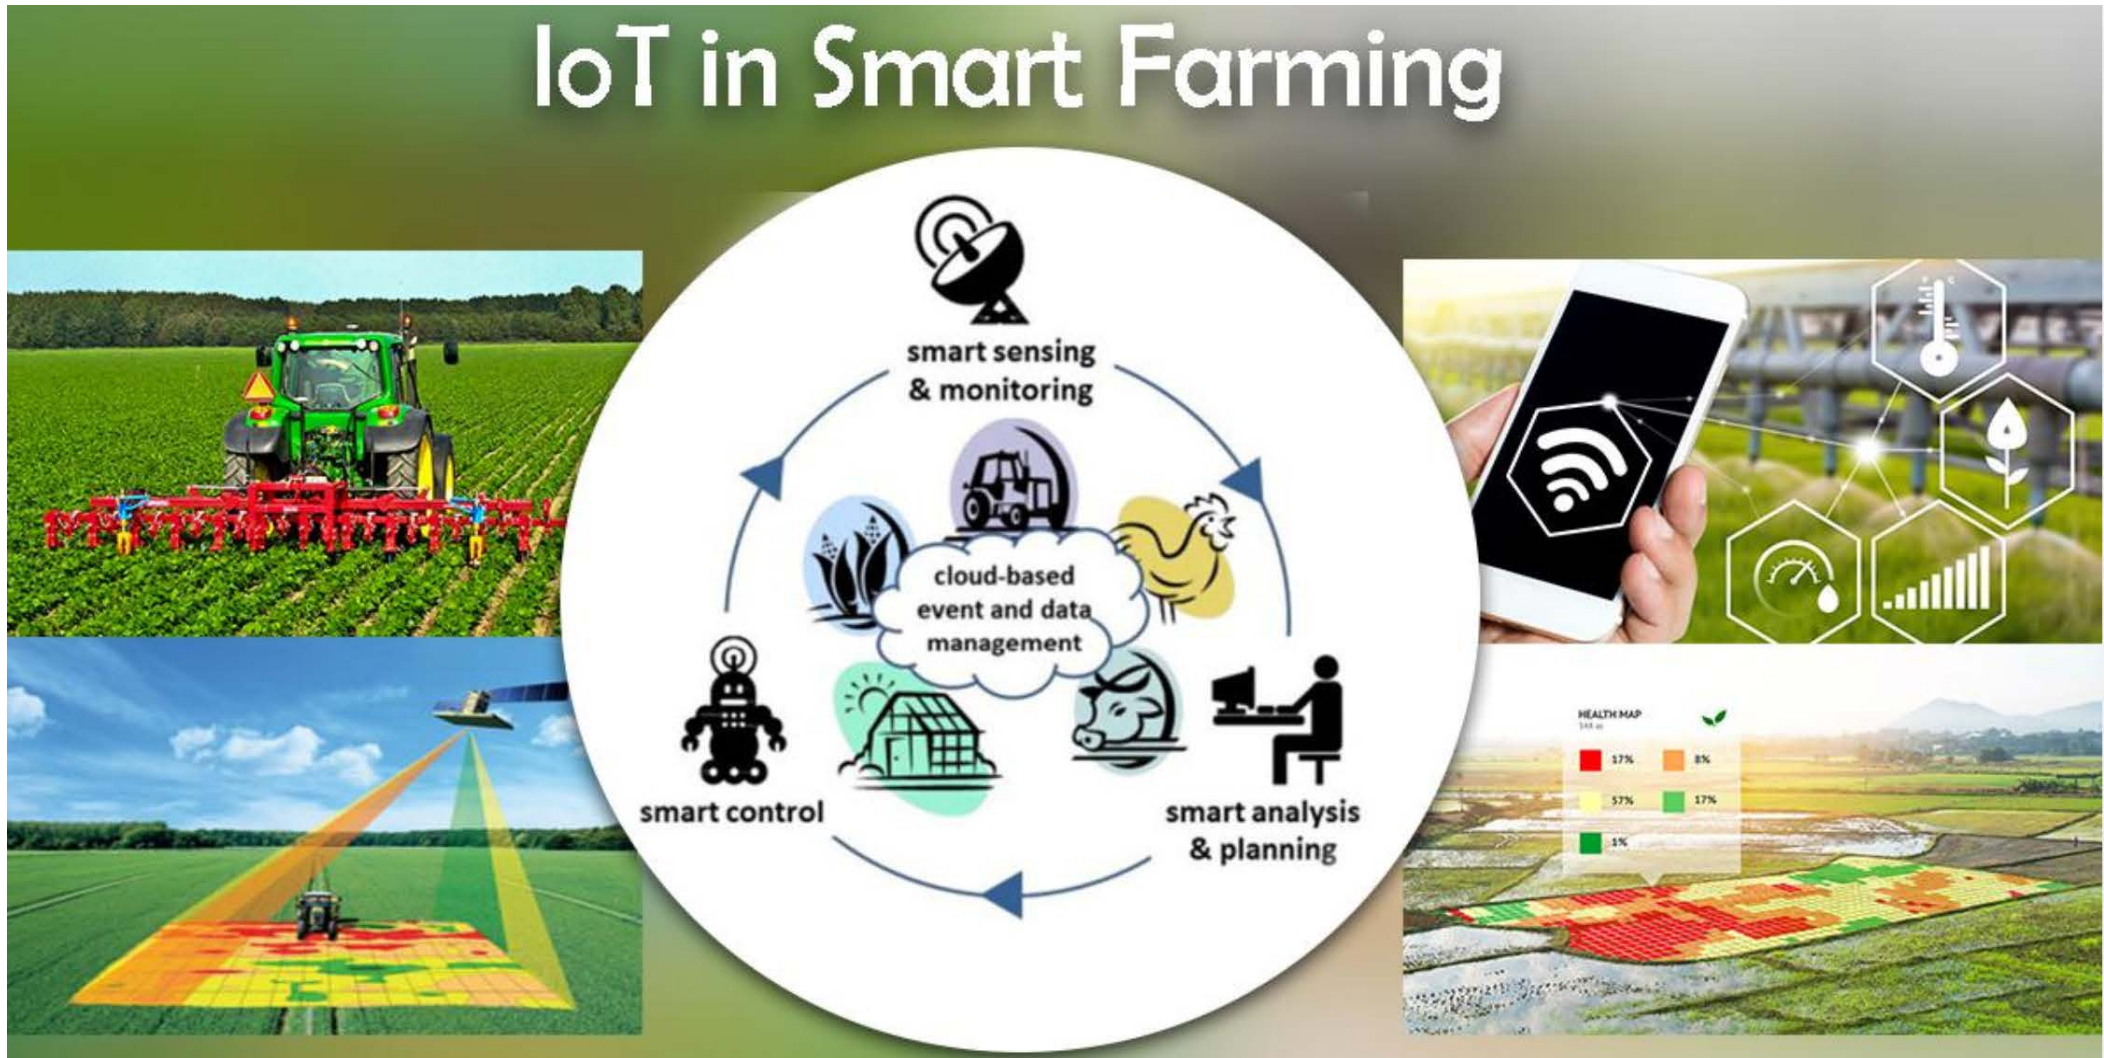 IoT in Smart Farming
smart sensing
& monitoring
cloud-based
event and data
management
smart control
smart analysis
& planning
HEALTH MAP
17%
8%
57%
17%
1%